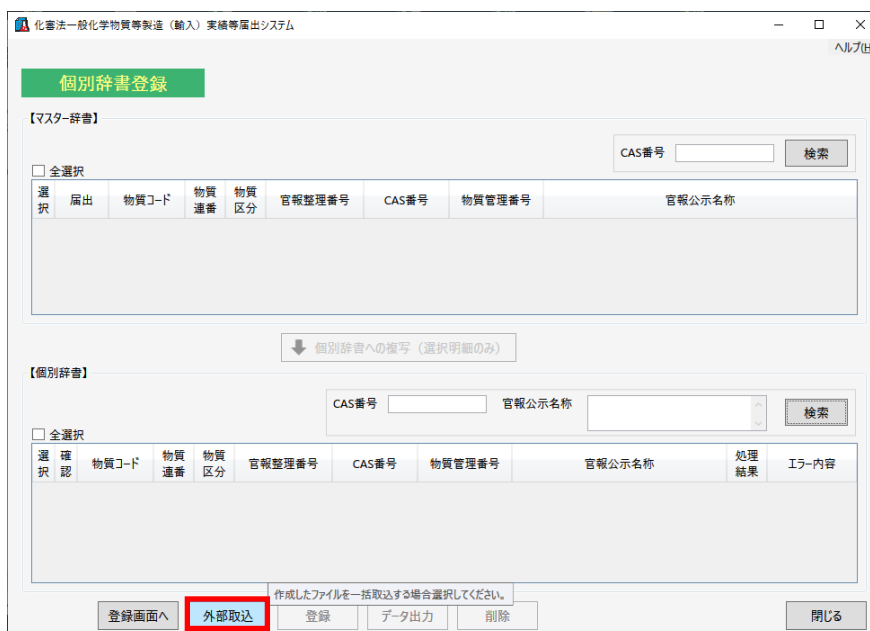 化審法一般化学物質等製造（輸入）実績等届出システム
ヘルプ(H
個別辞書登録
【マスター辞書】
CAS番号 検索
全選択
選択 届出 物質コード 物質連番 物質区分 官報整理番号 CAS番号 物質管理番号 官報公示名称
個別辞書への複写（選択明細のみ）
【個別辞書】
CAS番号 官報公示名称 検索
全選択
選択 確認 物質コード 物質連番 物質区分 官報整理番号 CAS番号 物質管理番号 官報公示名称 処理結果 エラー内容
作成したファイルを一括取込する場合選択してください。
登録画面へ 外部取込 登録 データ出力 削除 閉じる